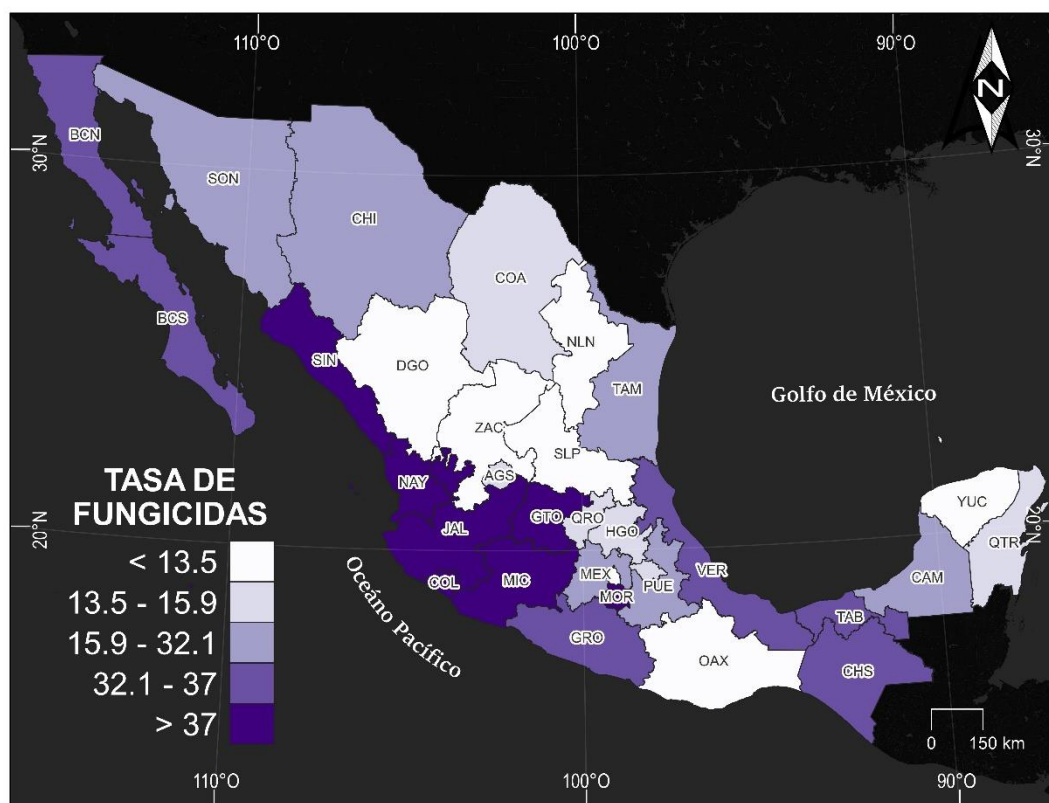 110°O
100°O
90°O
N
30°N
30°N
BCN
SON
CHI
COA
BCS
NLN
SIN
DGO
TAM
Golfo de México
ZAC
SLP
AGS
NAY
YUC
TASA DE
FUNGICIDAS
GTO
QRO
20°N
20°N
JAL
HGO
QTR
< 13.5
MEX
VER
CAM
COL
MIC
PUE
13.5 - 15.9
MOR
TAB
Oceáno Pacífico
15.9 - 32.1
GRO
OAX
CHS
32.1 - 37
> 37
0 150 km
110°O
100°O
90°O